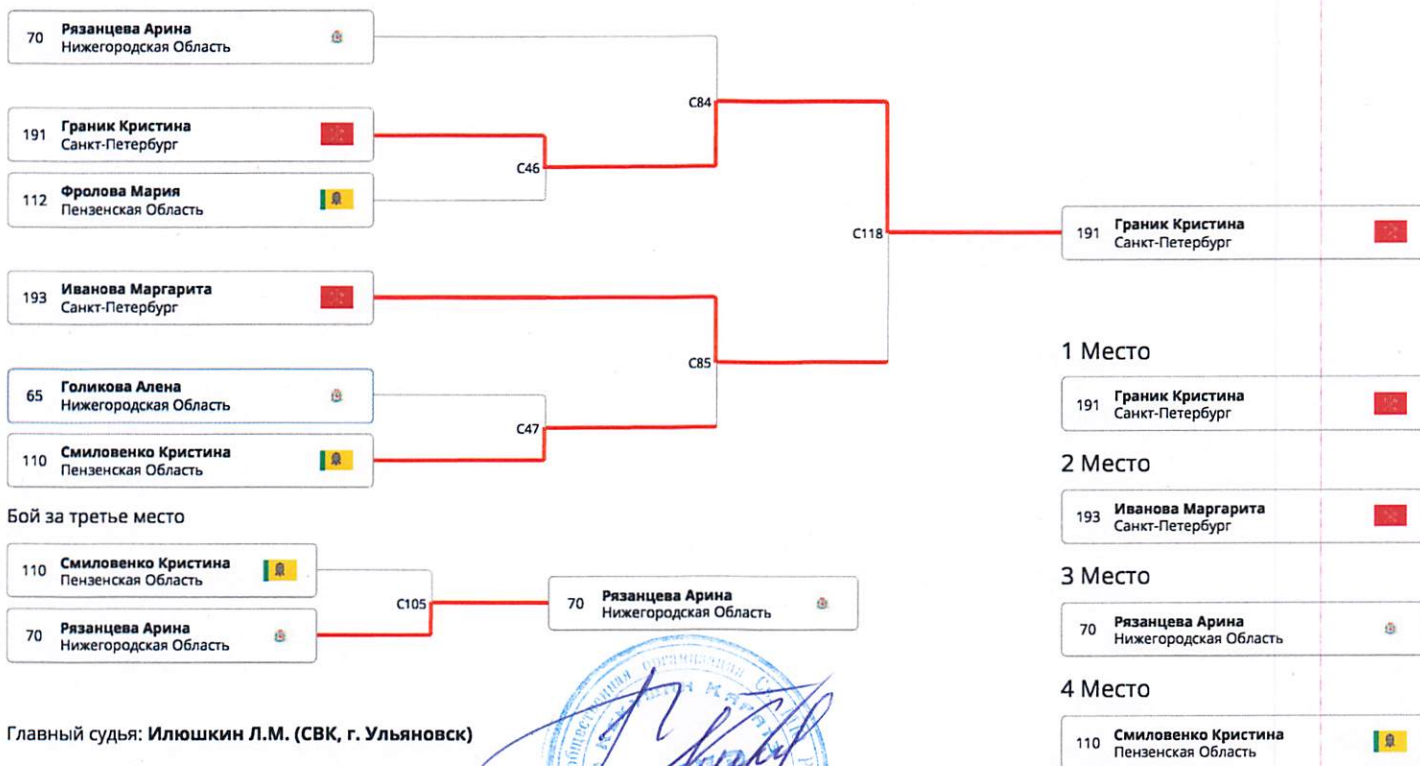 70 Рязанцева Арина
Нижегородская Область
C84
191 Граник Кристина
Санкт-Петербург
C46
112 Фролова Мария
Пензенская Область
C118
191 Граник Кристина
Санкт-Петербург
193 Иванова Маргарита
Санкт-Петербург
C85
65 Голикова Алена
Нижегородская Область
C47
110 Смиловенко Кристина
Пензенская Область
Бой за третье место
110 Смиловенко Кристина
Пензенская Область
C105
70 Рязанцева Арина
Нижегородская Область
70 Рязанцева Арина
Нижегородская Область
1 Место
191 Граник Кристина
Санкт-Петербург
2 Место
193 Иванова Маргарита
Санкт-Петербург
3 Место
70 Рязанцева Арина
Нижегородская Область
4 Место
110 Смиловенко Кристина
Пензенская Область
Главный судья: Илюшкин Л.М. (СВК, г. Ульяновск)